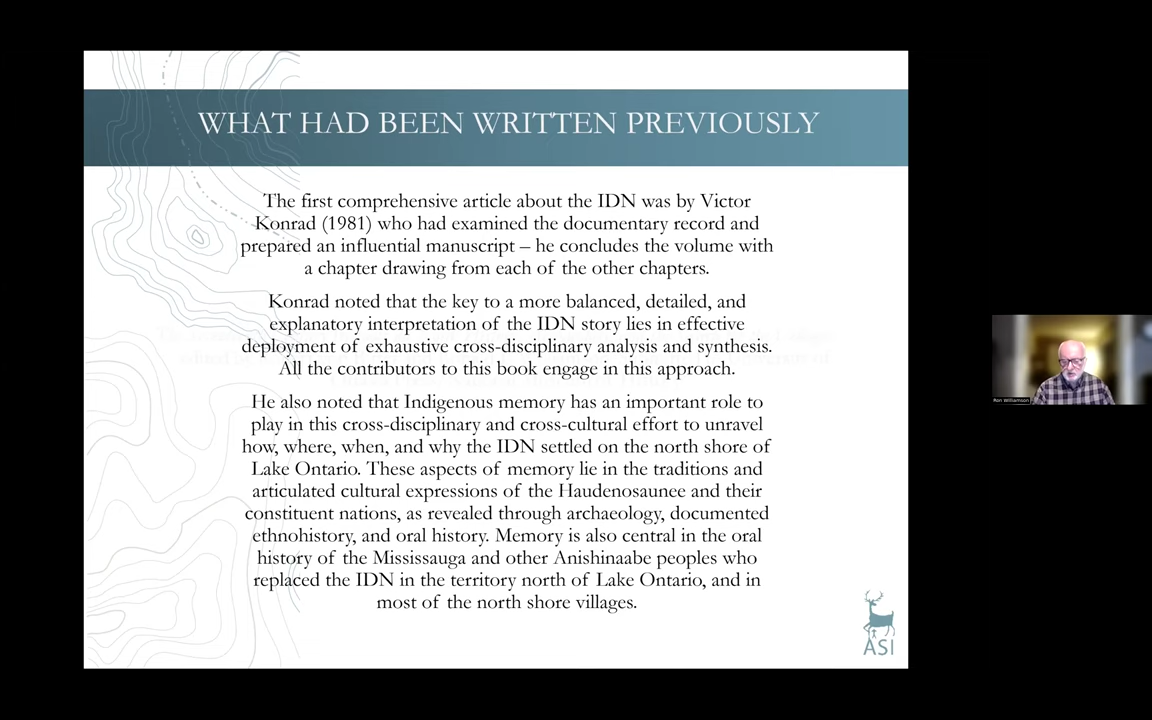 WHAT HAD BEEN WRITTEN PREVIOUSLY
The first comprehensive article about the IDN was by Victor
Konrad (1981) who had examined the documentary record and
prepared an influential manuscript – he concludes the volume with
a chapter drawing from each of the other chapters.
Konrad noted that the key to a more balanced, detailed, and
explanatory interpretation of the IDN story lies in effective
deployment of exhaustive cross-disciplinary analysis and synthesis.
All the contributors to this book engage in this approach.
He also noted that Indigenous memory has an important role to
play in this cross-disciplinary and cross-cultural effort to unravel
how, where, when, and why the IDN settled on the north shore of
Lake Ontario. These aspects of memory lie in the traditions and
articulated cultural expressions of the Haudenosaunee and their
constituent nations, as revealed through archaeology, documented
ethnohistory, and oral history. Memory is also central in the oral
history of the Mississauga and other Anishinaabe peoples who
replaced the IDN in the territory north of Lake Ontario, and in
most of the north shore villages.
ASI
Ron Williamson